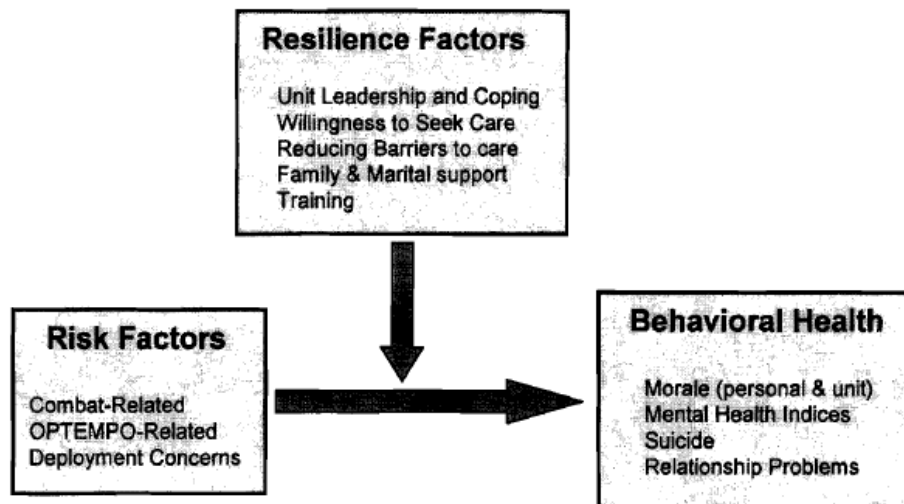 Resilience Factors
Unit Leadership and Coping
Willingness to Seek Care
Reducing Barriers to care
Family & Marital support
Training
Risk Factors
Combat-Related
OPTEMPO-Related
Deployment Concerns
Behavioral Health
Morale (personal & unit)
Mental Health Indices
Suicide
Relationship Problems